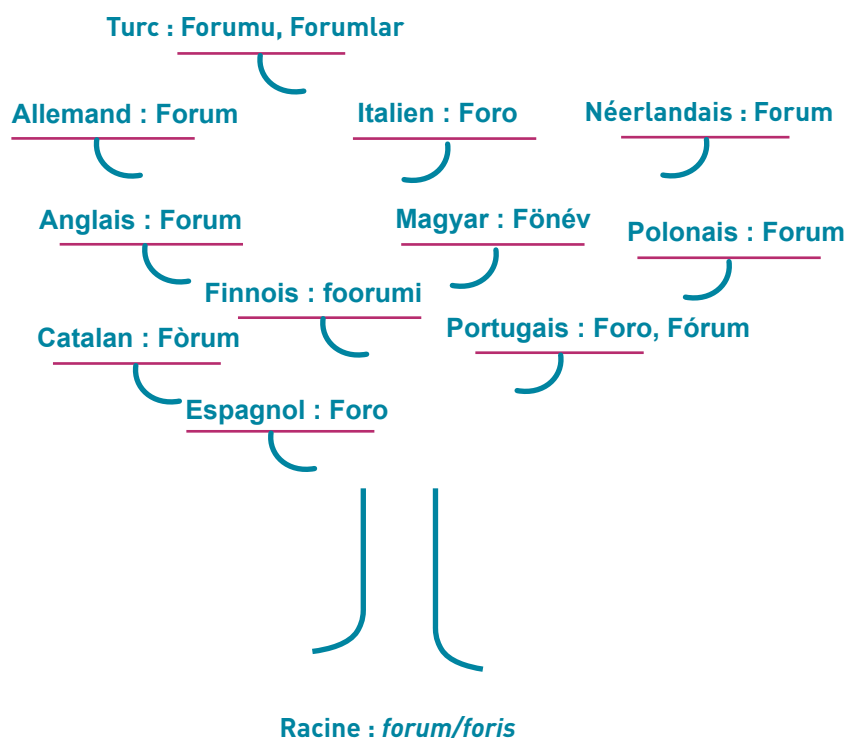 Turc : Forumu, Forumlar
Allemand : Forum
Italien : Foro
Néerlandais : Forum
Anglais : Forum
Magyar : Fönév
Polonais : Forum
Finnois : foorumi
Catalan : Fòrum
Portugais : Foro, Fórum
Espagnol : Foro
Racine : forum/foris